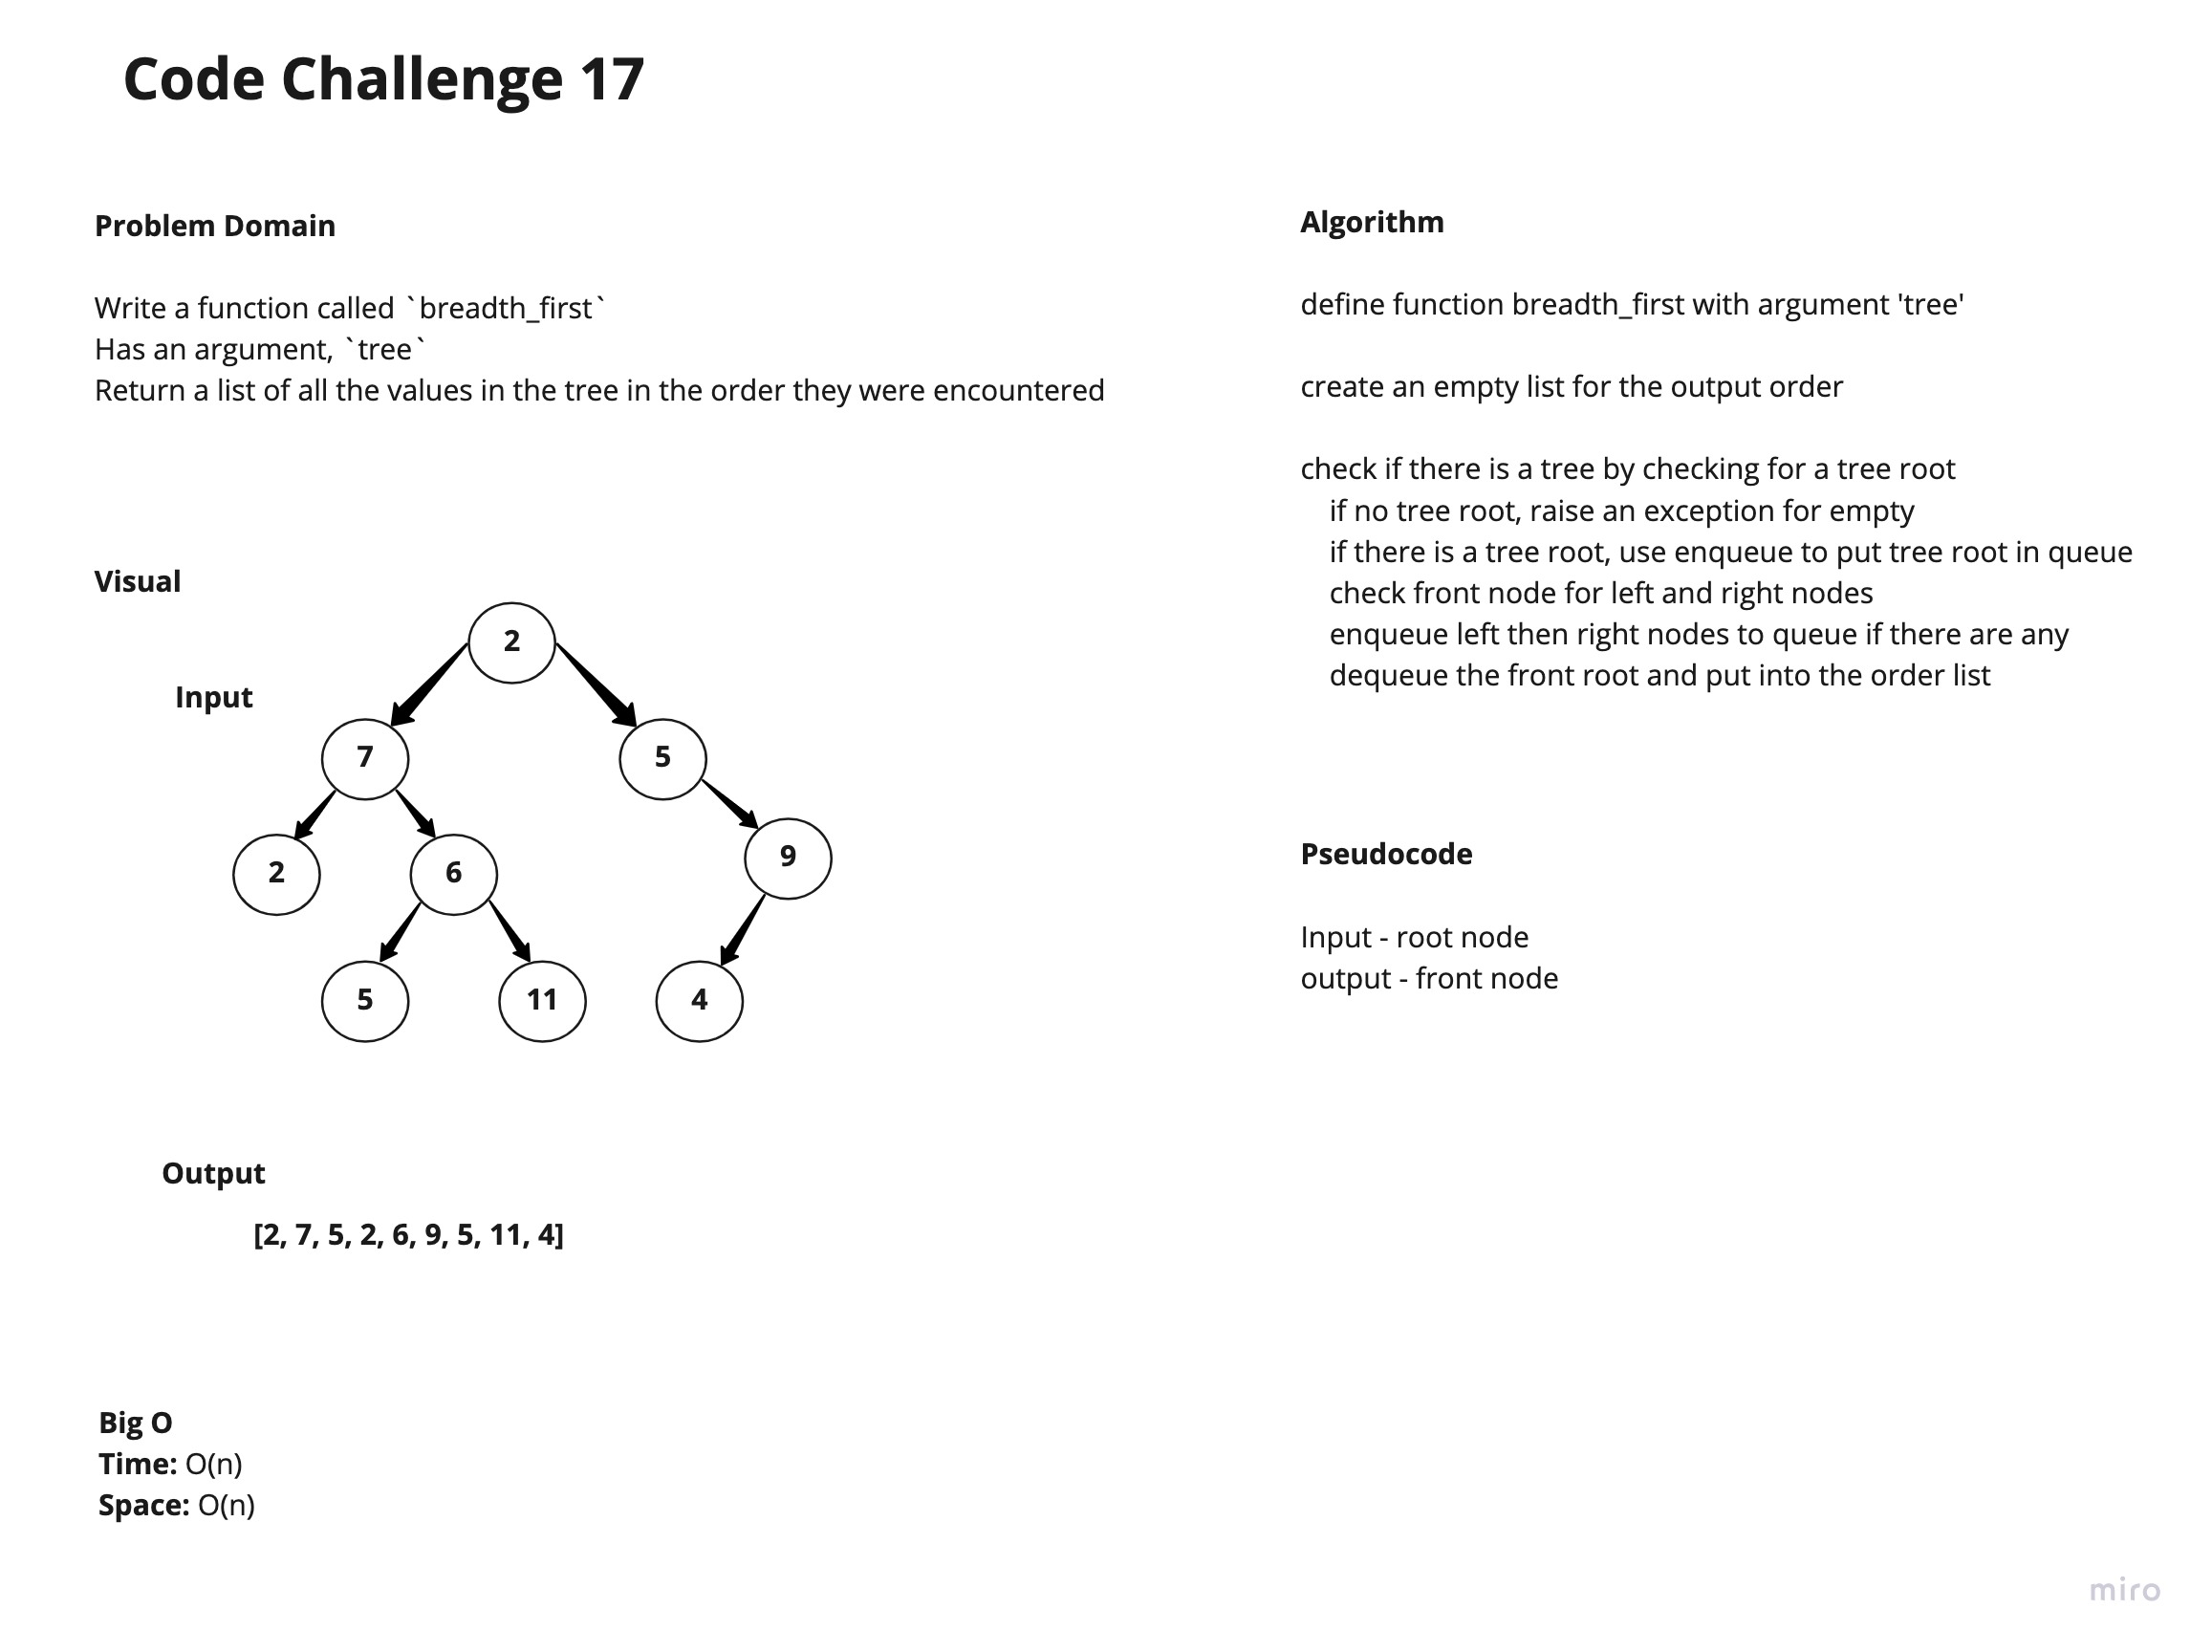 Code Challenge 17
Problem Domain
Write a function called `breadth_first`
Has an argument, `tree`
Return a list of all the values in the tree in the order they were encountered
Visual
Input
2
7
5
2
6
9
5
11
4
Output
[2, 7, 5, 2, 6, 9, 5, 11, 4]
Big O
Time: O(n)
Space: O(n)
Algorithm
define function breadth_first with argument 'tree'
create an empty list for the output order
check if there is a tree by checking for a tree root
if no tree root, raise an exception for empty
if there is a tree root, use enqueue to put tree root in queue
check front node for left and right nodes
enqueue left then right nodes to queue if there are any
dequeue the front root and put into the order list
Pseudocode
Input - root node
output - front node
miro